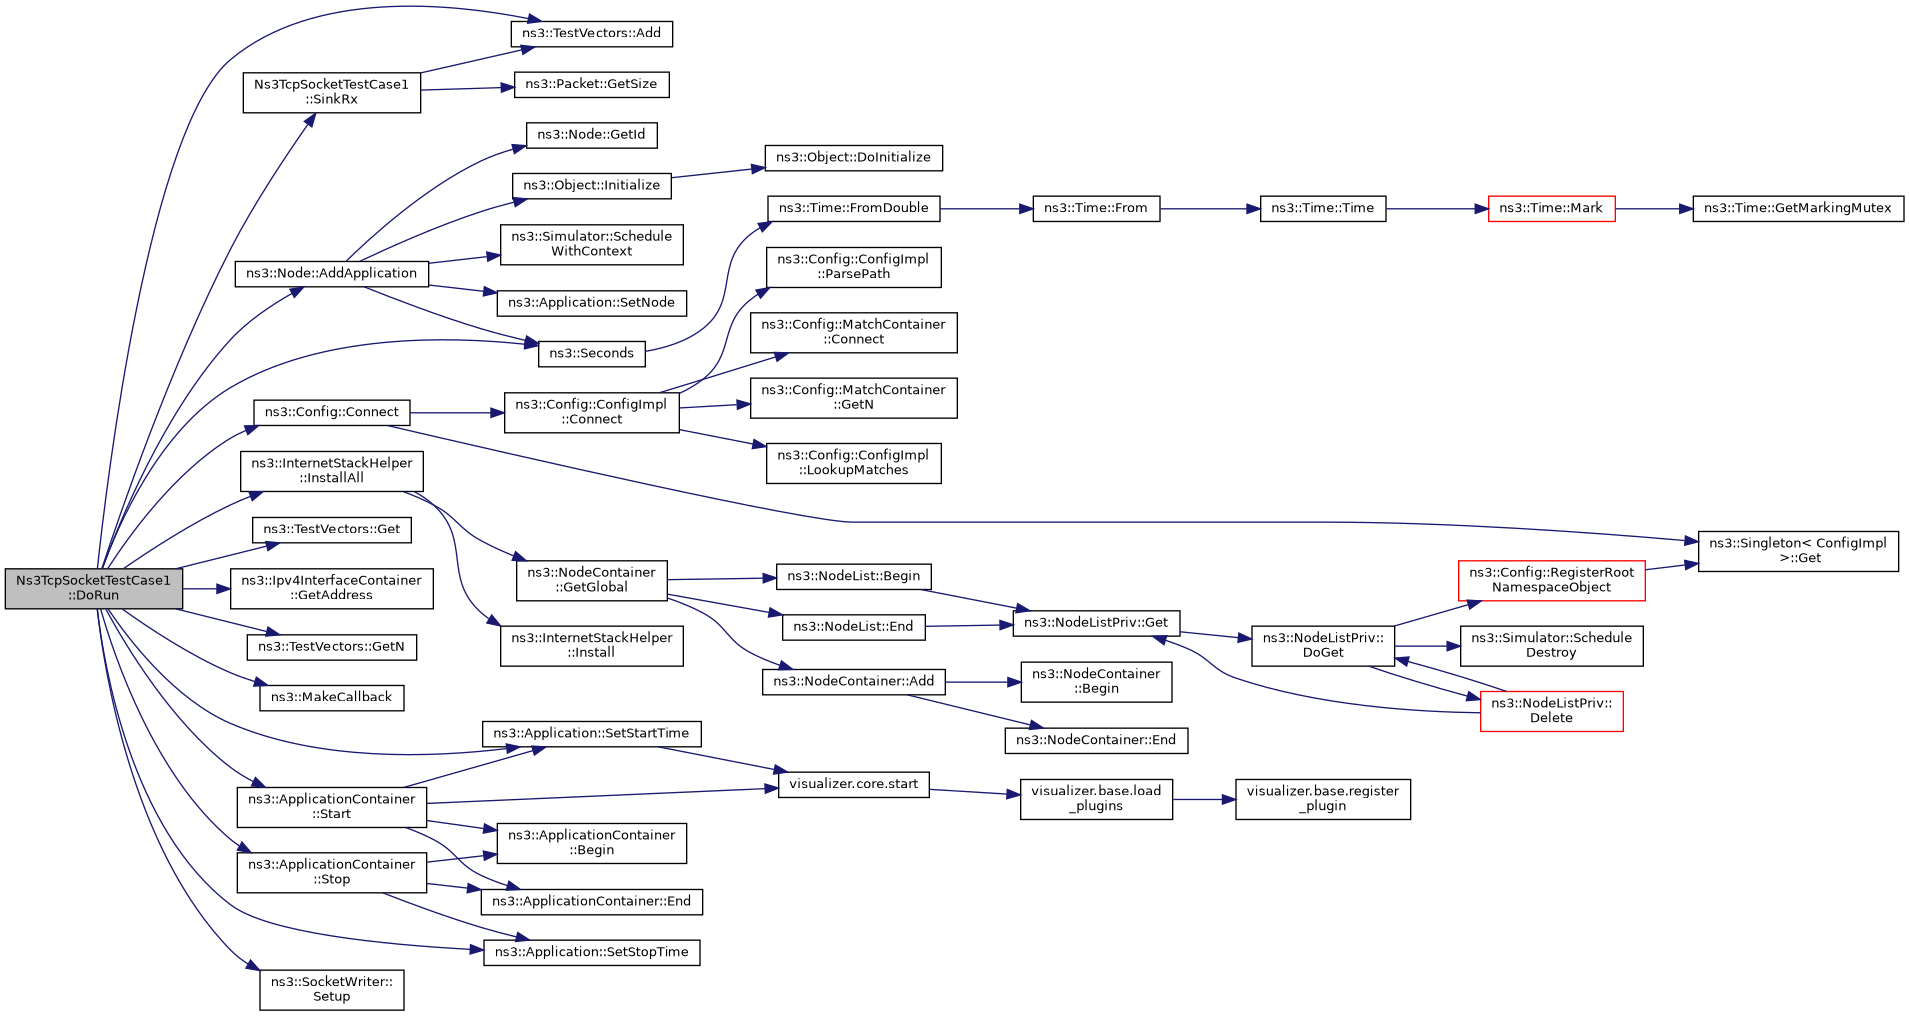 ns3::TestVectors::Add
Ns3TcpSocketTestCase1
::SinkRx
ns3::Packet::GetSize
ns3::Node::GetId
ns3::Object::DoInitialize
ns3::Object::Initialize
ns3::Time::FromDouble
ns3::Time::From
ns3::Time::Time
ns3::Time::Mark
ns3::Time::GetMarkingMutex
ns3::Simulator::Schedule
WithContext
ns3::Node::AddApplication
ns3::Config::ConfigImpl
::ParsePath
ns3::Application::SetNode
ns3::Config::MatchContainer
::Connect
ns3::Seconds
ns3::Config::MatchContainer
::GetN
ns3::Config::Connect
ns3::Config::ConfigImpl
::Connect
ns3::Config::ConfigImpl
::LookupMatches
ns3::InternetStackHelper
::InstallAll
ns3::TestVectors::Get
ns3::Singleton< ConfigImpl
>::Get
Ns3TcpSocketTestCase1
::DoRun
ns3::Ipv4InterfaceContainer
::GetAddress
ns3::NodeContainer
::GetGlobal
ns3::NodeList::Begin
ns3::Config::RegisterRoot
NamespaceObject
ns3::NodeList::End
ns3::NodeListPriv::Get
ns3::TestVectors::GetN
ns3::InternetStackHelper
::Install
ns3::NodeListPriv::
DoGet
ns3::Simulator::Schedule
Destroy
ns3::MakeCallback
ns3::NodeContainer::Add
ns3::NodeContainer
::Begin
ns3::NodeListPriv::
Delete
ns3::Application::SetStartTime
ns3::NodeContainer::End
ns3::ApplicationContainer
::Start
visualizer.core.start
visualizer.base.load
_plugins
visualizer.base.register
_plugin
ns3::ApplicationContainer
::Begin
ns3::ApplicationContainer
::Stop
ns3::ApplicationContainer::End
ns3::Application::SetStopTime
ns3::SocketWriter::
Setup